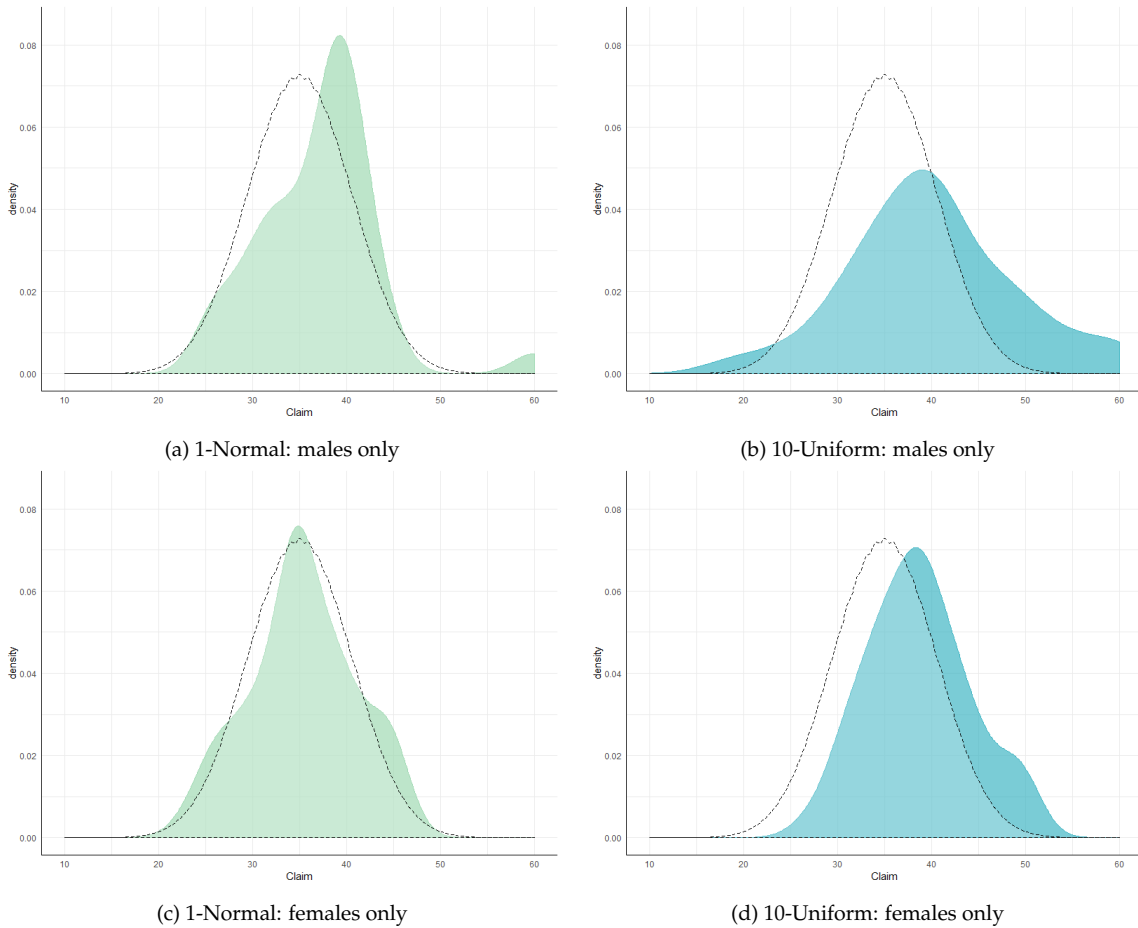 0.08
0.06
0.04
0.02
0.00
density
10 20 30 40 50 60
Claim
(a) 1-Normal: males only
0.08
0.06
0.04
0.02
0.00
density
10 20 30 40 50 60
Claim
(b) 10-Uniform: males only
0.08
0.06
0.04
0.02
0.00
density
10 20 30 40 50 60
Claim
(c) 1-Normal: females only
0.08
0.06
0.04
0.02
0.00
density
10 20 30 40 50 60
Claim
(d) 10-Uniform: females only